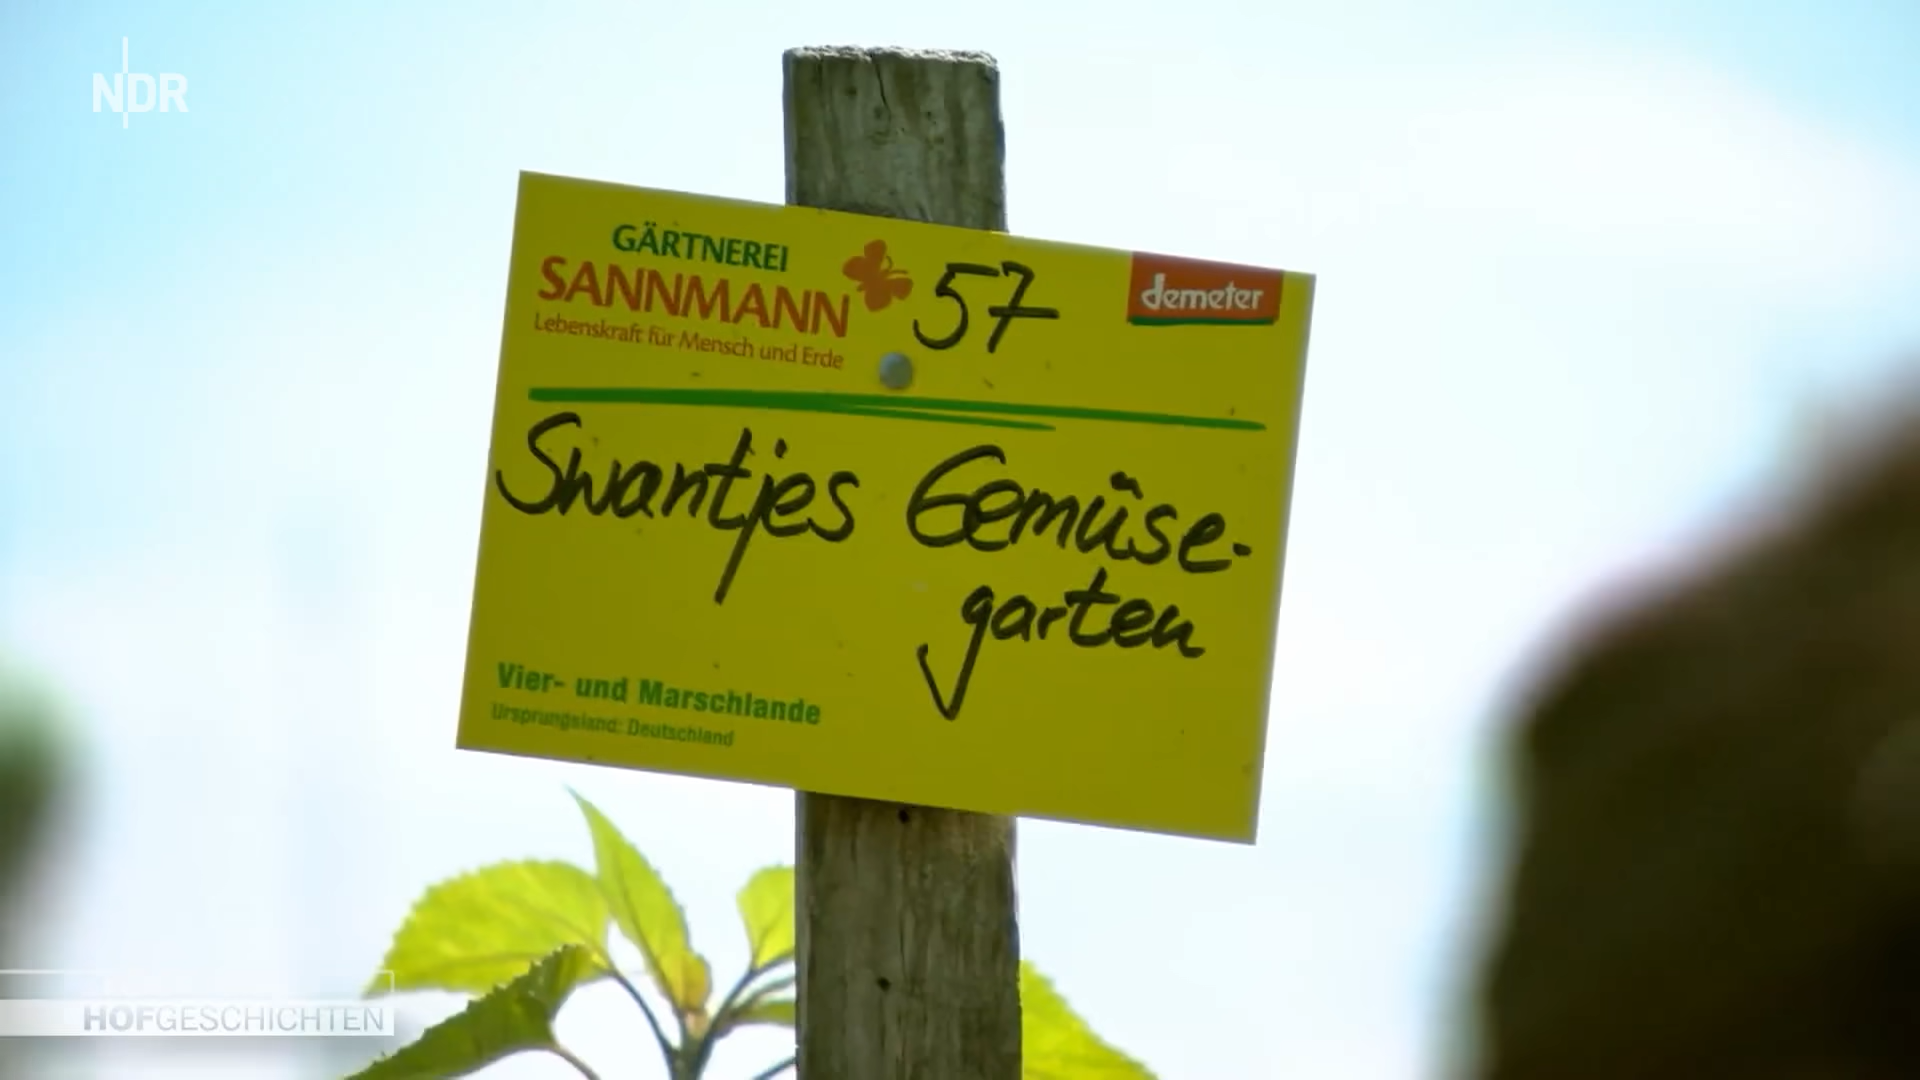 NDR
GÄRTNEREI
SANNMANN
Lebenskraft für Mensch und Erde
57
demeter
Swantjes Gemüse-
garten
Vier- und Marschlande
Ursprungsland: Deutschland
HOFGESCHICHTEN